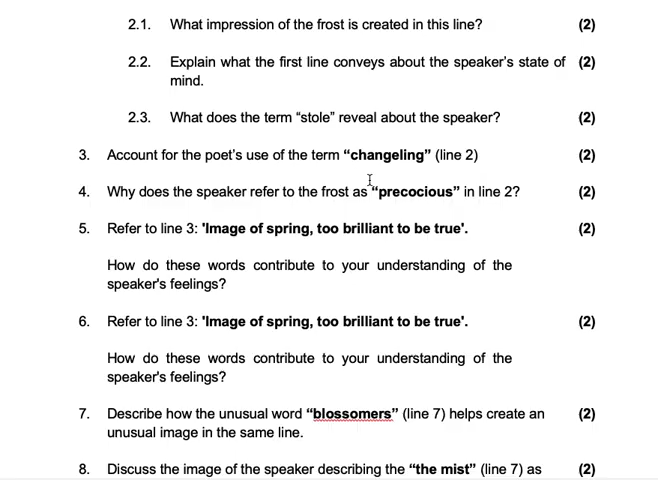 2.1. What impression of the frost is created in this line? (2)
2.2. Explain what the first line conveys about the speaker's state of (2)
mind.
2.3. What does the term “stole” reveal about the speaker? (2)
3. Account for the poet's use of the term “changeling” (line 2) (2)
4. Why does the speaker refer to the frost as “precocious” in line 2? (2)
5. Refer to line 3: 'Image of spring, too brilliant to be true'. (2)
How do these words contribute to your understanding of the
speaker's feelings?
6. Refer to line 3: 'Image of spring, too brilliant to be true'. (2)
How do these words contribute to your understanding of the
speaker's feelings?
7. Describe how the unusual word “blossomers” (line 7) helps create an (2)
unusual image in the same line.
8. Discuss the image of the speaker describing the “the mist” (line 7) as (2)